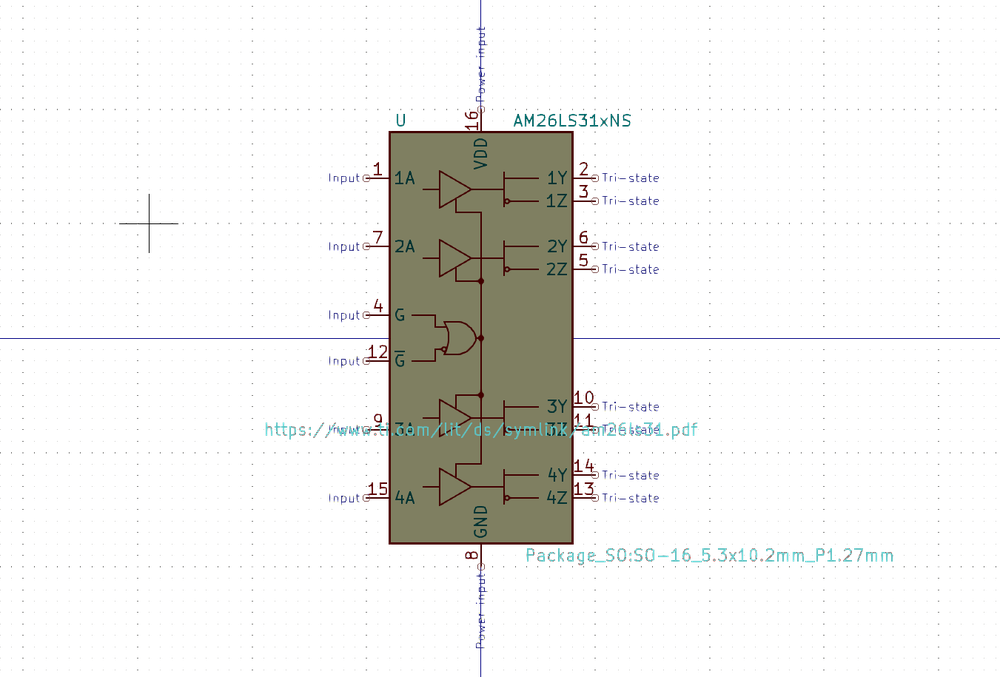 Power input
16
U
AM26LS31xNS
VDD
Input 1 1A
1Y 2 Tri-state
1Z 3 Tri-state
Input 7 2A
2Y 6 Tri-state
2Z 5 Tri-state
Input 4 G
Input 12 G
3Y 10 Tri-state
Input 9 3A
3Z 11 Tri-state
https://www.ti.com/lit/ds/symlink/am26ls31.pdf
4Y 14 Tri-state
Input 15 4A
4Z 13 Tri-state
GND
8
Package_SO:SO-16_5.3x10.2mm_P1.27mm
Power input